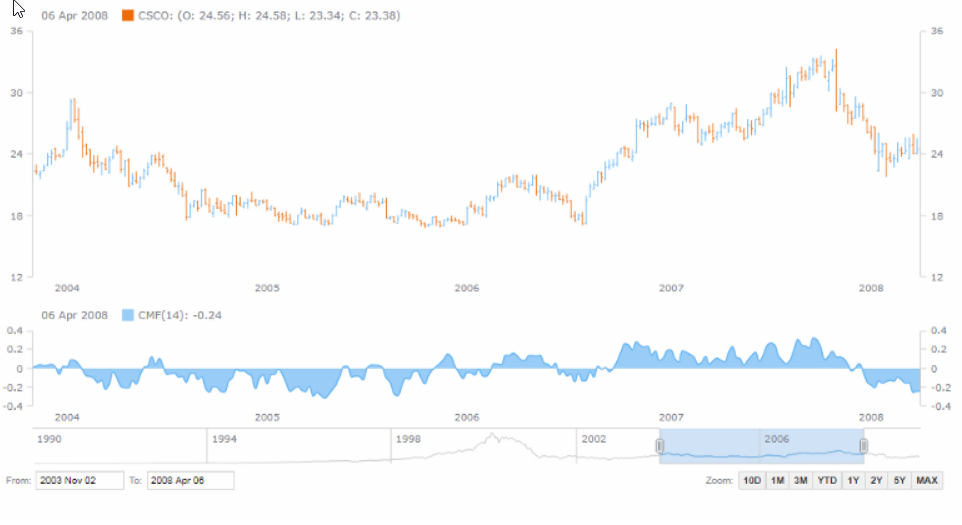 06 Apr 2008 CSCO: (O: 24.56; H: 24.58; L: 23.34; C: 23.38)
36 36
30 30
24 24
18 18
12 12
2004 2005 2006 2007 2008
06 Apr 2008 CMF(14): -0.24
0.4 0.4
0.2 0.2
0 0
-0.2 -0.2
-0.4 -0.4
2004 2005 2006 2007 2008
1990 1994 1998 2002 2006
From: 2003 Nov 02 To: 2008 Apr 06 Zoom: 10D 1M 3M YTD 1Y 2Y 5Y MAX